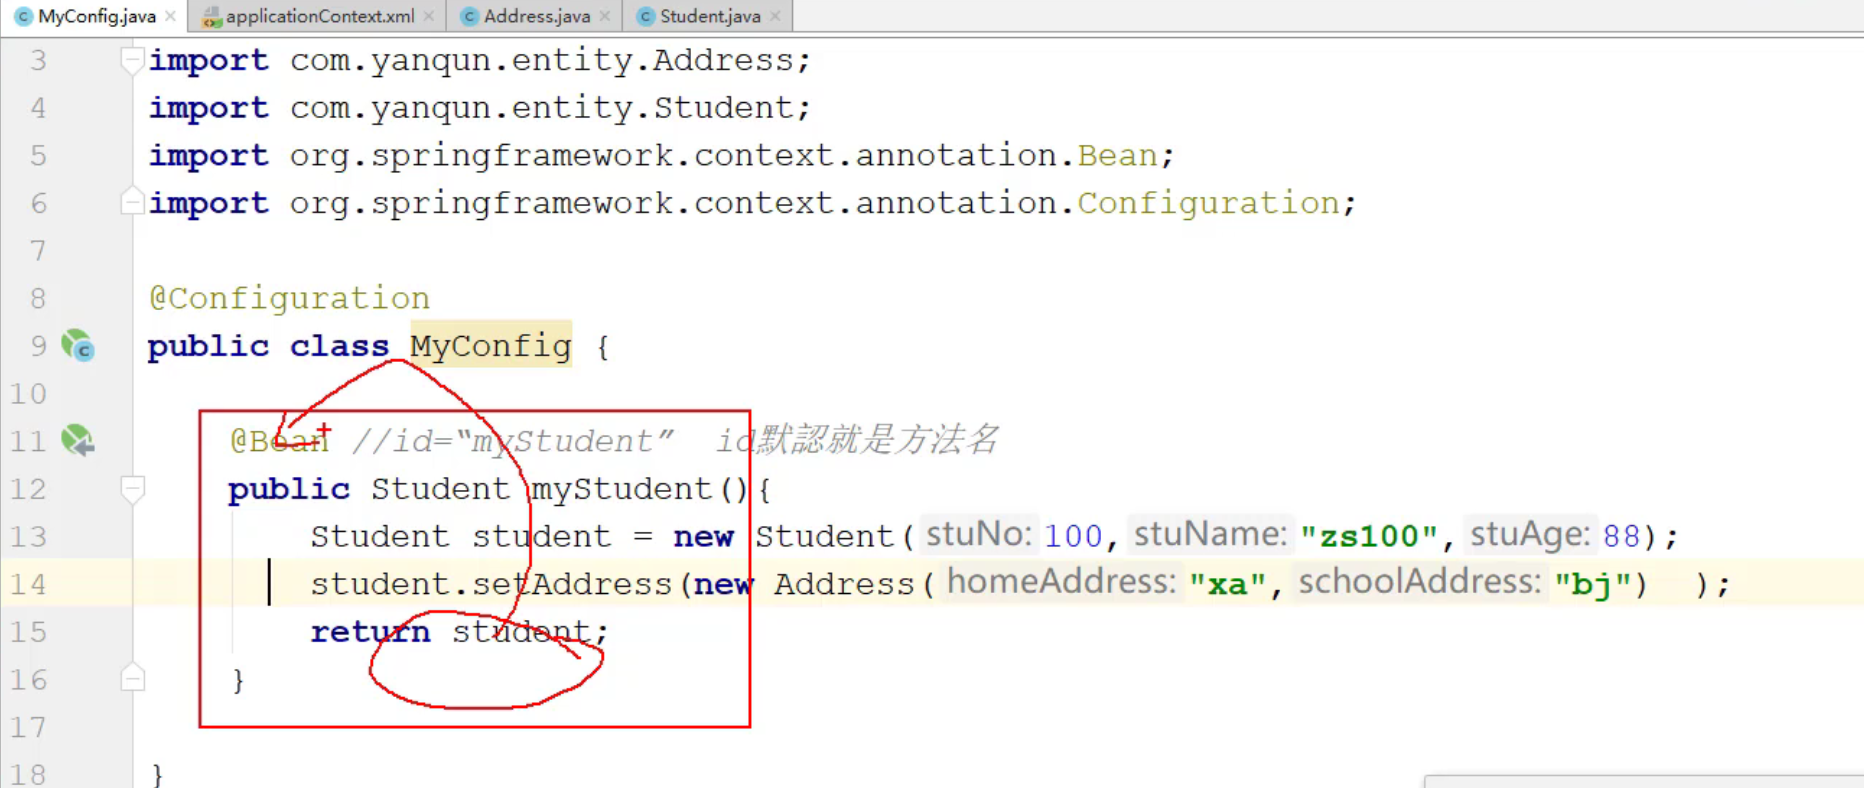 MyConfig.java applicationContext.xml Address.java Student.java
3 import com.yanqun.entity.Address;
4 import com.yanqun.entity.Student;
5 import org.springframework.context.annotation.Bean;
6 import org.springframework.context.annotation.Configuration;
7
8 @Configuration
9 public class MyConfig {
10
11 @Bean //id=“myStudent” id默認就是方法名
12 public Student myStudent(){
13 Student student = new Student( stuNo: 100, stuName: "zs100", stuAge: 88);
14 student.setAddress(new Address( homeAddress: "xa", schoolAddress: "bj") );
15 return student;
16 }
17
18 }